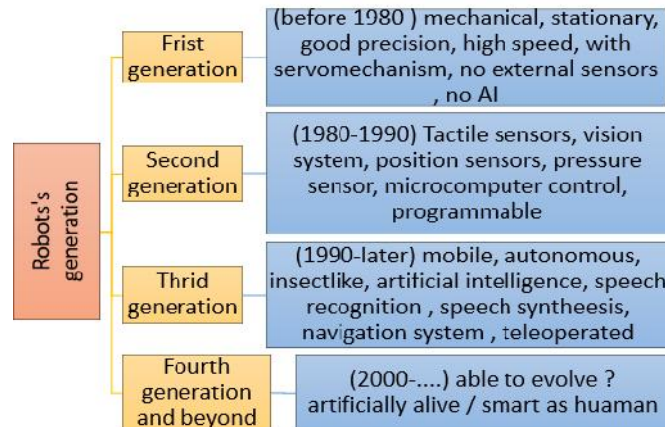 Robots's
generation
Frist
generation
(before 1980 ) mechanical, stationary,
good precision, high speed, with
servomechanism, no external sensors
, no AI
Second
generation
(1980-1990) Tactile sensors, vision
system, position sensors, pressure
sensor, microcomputer control,
programmable
Thrid
generation
(1990-later) mobile, autonomous,
insectlike, artificial intelligence, speech
recognition , speech syntheesis,
navigation system , teleoperated
Fourth
generation
and beyond
(2000-....) able to evolve ?
artificially alive / smart as huaman